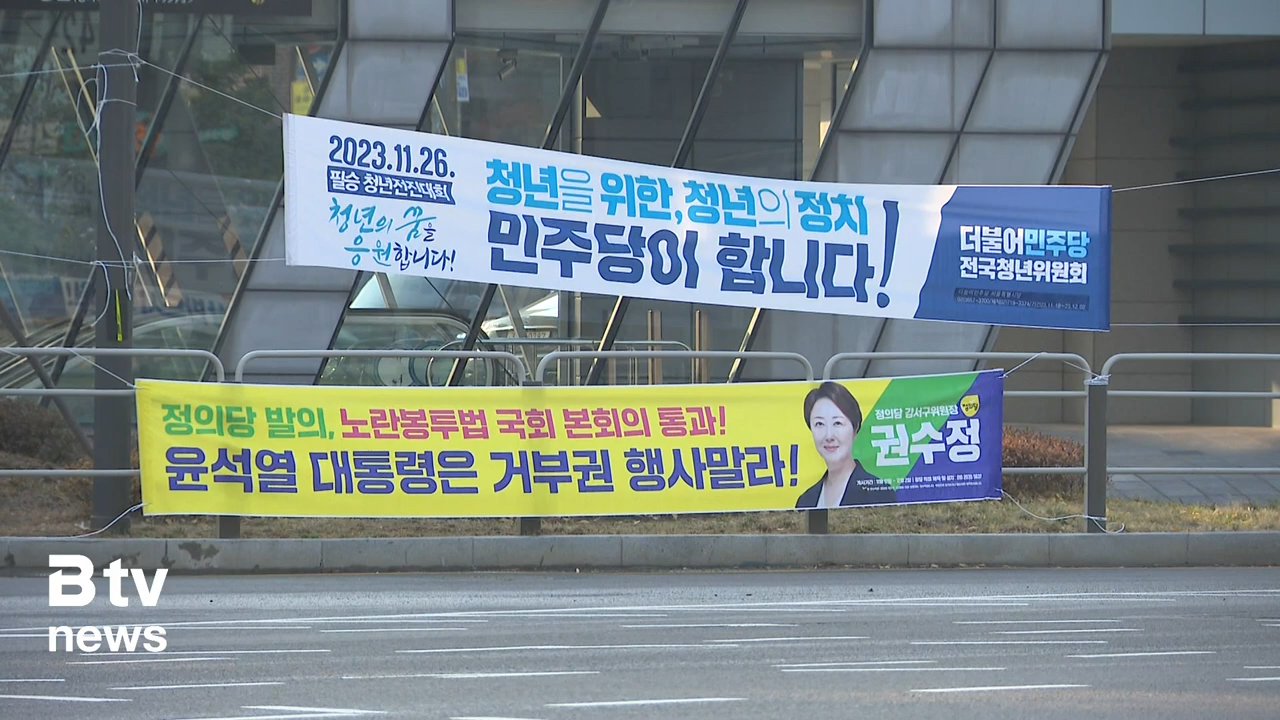 2023.11.26.
필승 청년전진대회
청년의 꿈을
응원합니다!
청년을 위한, 청년의 정치
민주당이 합니다!
더불어민주당
전국청년위원회
정의당 발의, 노란봉투법 국회 본회의 통과!
윤석열 대통령은 거부권 행사말라!
정의당 강서구위원장
권수정
B tv
news